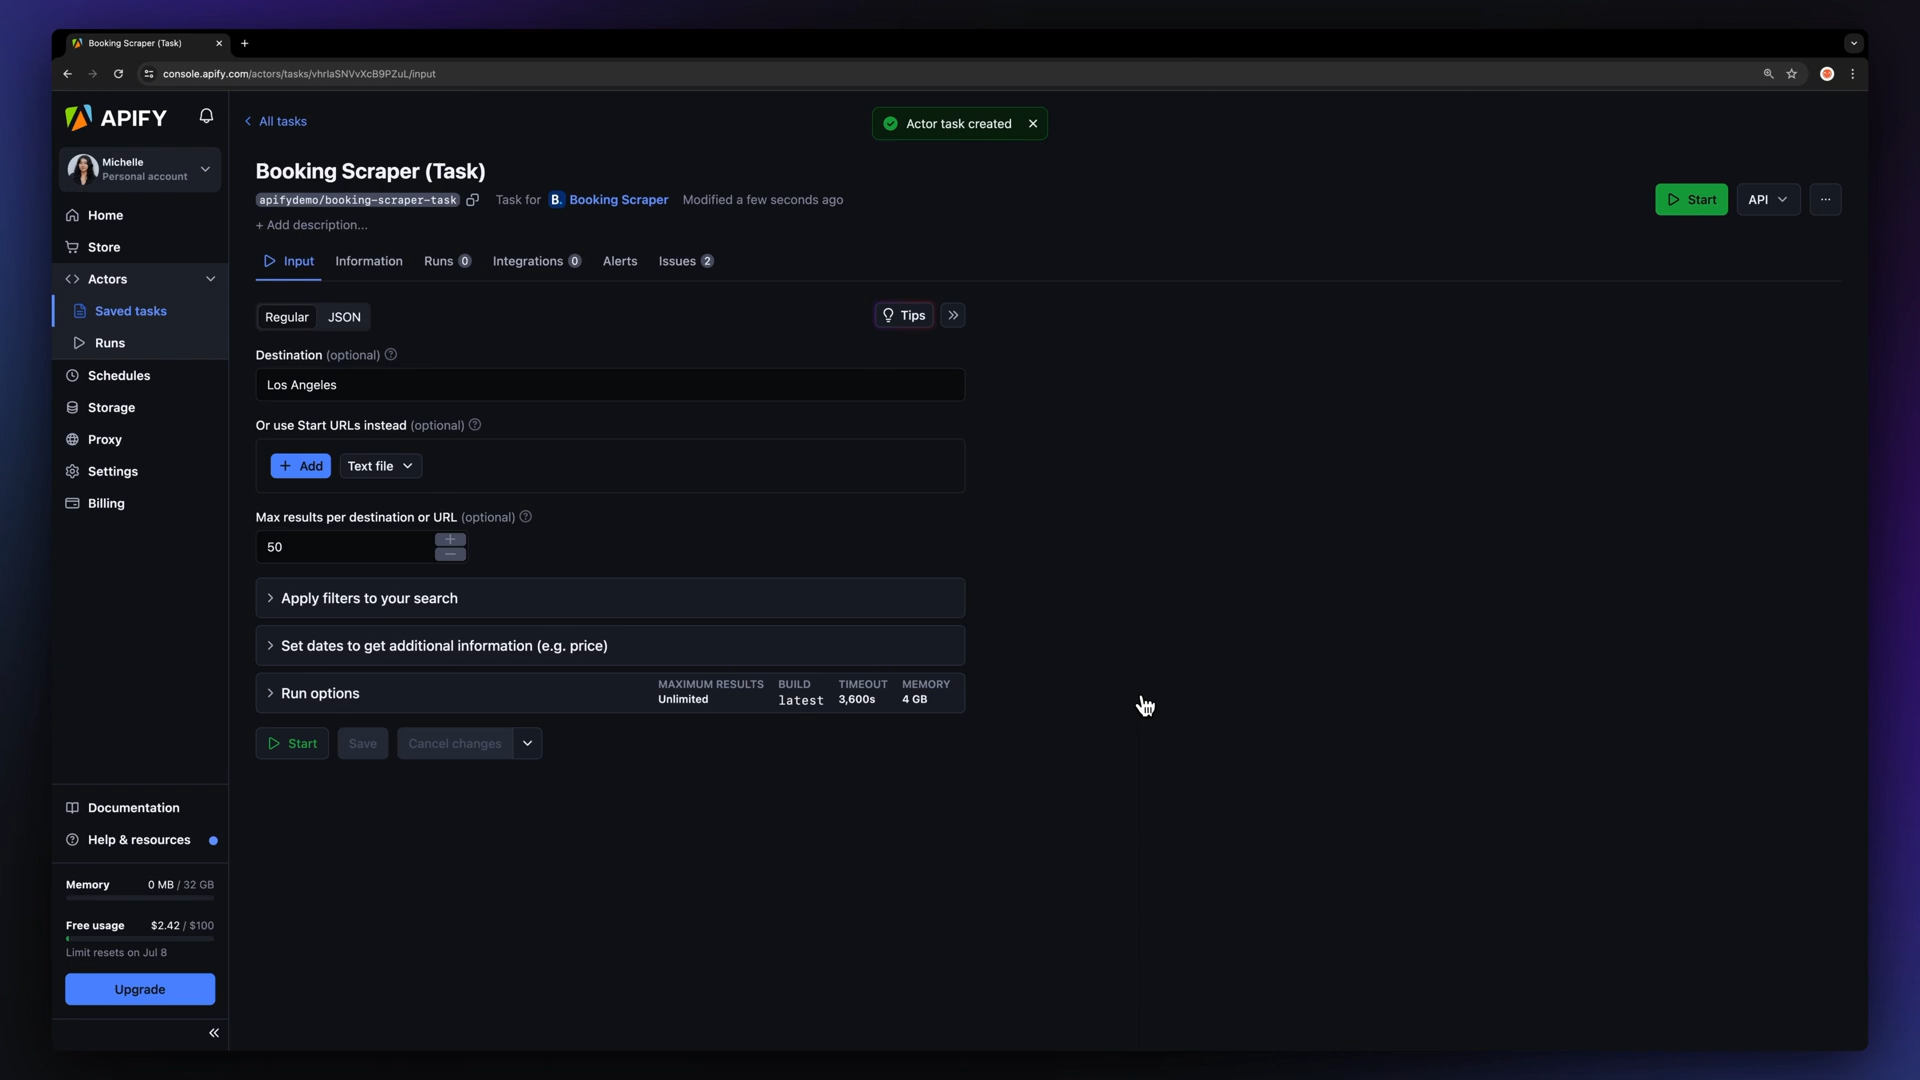 Booking Scraper (Task)
console.apify.com/actors/tasks/vhrlaSNVvXcB9PZuL/input
APIFY
Michelle
Personal account
Home
Store
Actors
Saved tasks
Runs
Schedules
Storage
Proxy
Settings
Billing
Documentation
Help & resources
Memory 0 MB / 32 GB
Free usage $2.42 / $100
Limit resets on Jul 8
Upgrade
All tasks
Actor task created
Booking Scraper (Task)
apifydemo/booking-scraper-task Task for B. Booking Scraper Modified a few seconds ago
+ Add description...
Start API ...
Input Information Runs 0 Integrations 0 Alerts Issues 2
Regular JSON Tips
Destination (optional)
Los Angeles
Or use Start URLs instead (optional)
+ Add Text file
Max results per destination or URL (optional)
50
Apply filters to your search
Set dates to get additional information (e.g. price)
Run options
MAXIMUM RESULTS BUILD TIMEOUT MEMORY
Unlimited latest 3,600s 4 GB
Start Save Cancel changes